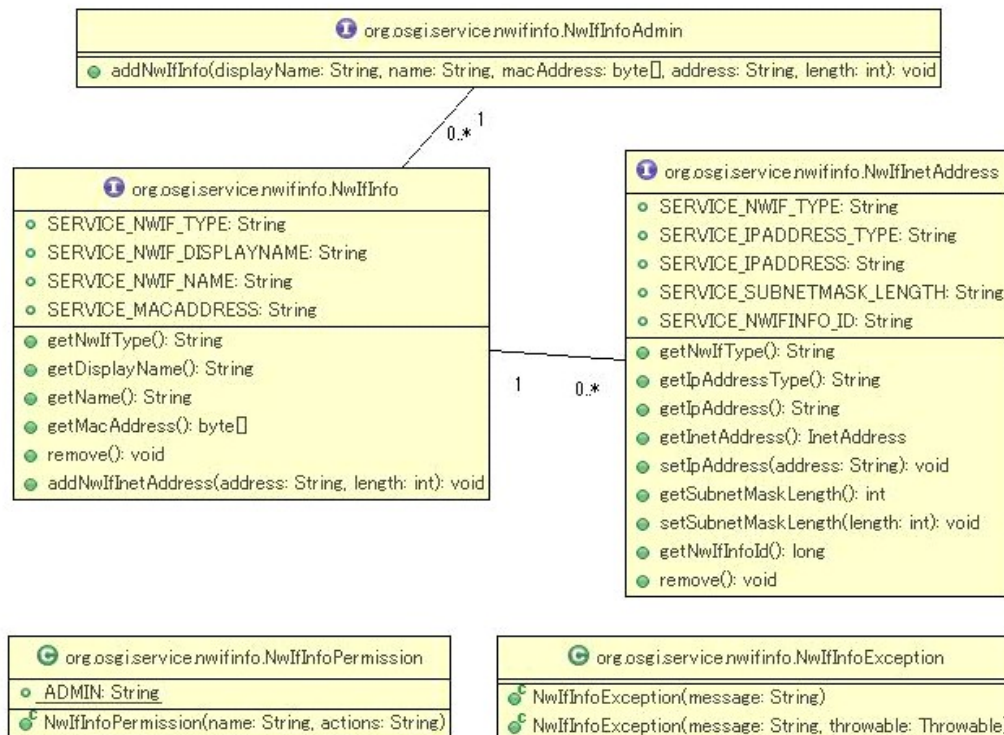 I org.osgi.service.nwifinfo.NwIfInfoAdmin
addNwIfInfo(displayName: String, name: String, macAddress: byte[], address: String, length: int): void
1
0..*
I org.osgi.service.nwifinfo.NwIfInfo
SERVICE_NWIF_TYPE: String
SERVICE_NWIF_DISPLAYNAME: String
SERVICE_NWIF_NAME: String
SERVICE_MACADDRESS: String
getNwIfType(): String
getDisplayName(): String
getName(): String
getMacAddress(): byte[]
remove(): void
addNwIfInetAddress(address: String, length: int): void
1
0..*
I org.osgi.service.nwifinfo.NwIfInetAddress
SERVICE_NWIF_TYPE: String
SERVICE_IPADDRESS_TYPE: String
SERVICE_IPADDRESS: String
SERVICE_SUBNETMASK_LENGTH: String
SERVICE_NWIFINFO_ID: String
getNwIfType(): String
getIpAddressType(): String
getIpAddress(): String
getInetAddress(): InetAddress
setIpAddress(address: String): void
getSubnetMaskLength(): int
setSubnetMaskLength(length: int): void
getNwIfInfoId(): long
remove(): void
C org.osgi.service.nwifinfo.NwIfInfoPermission
ADMIN: String
C NwIfInfoPermission(name: String, actions: String)
C org.osgi.service.nwifinfo.NwIfInfoException
C NwIfInfoException(message: String)
C NwIfInfoException(message: String, throwable: Throwable)